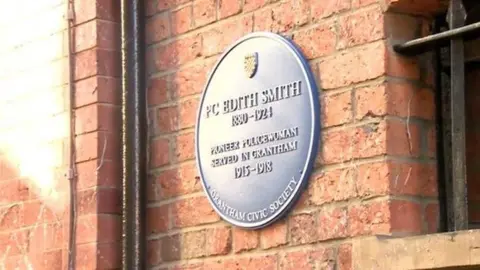 PC EDITH SMITH
1880-1924
PIONEER POLICEWOMAN
SERVED IN GRANTHAM
1915-1918
GRANTHAM CIVIC SOCIETY